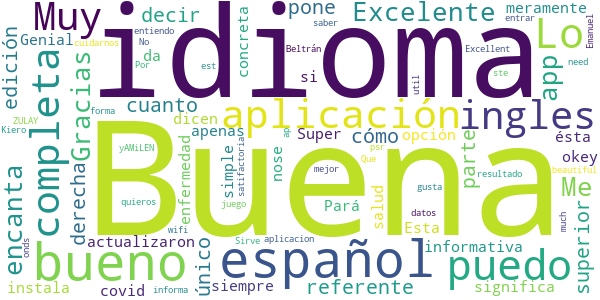 Muy
idioma
pone
Excelente
meramente
decir
saber
entrar
Lo
Emanuel
edición
Genial
cuidarnos
entiendo
No
Beltrán
Excellent
concreta
Por
da
est
si
app
ste
need
completa
Gracias
cuanto
aplicación
ingles
ZULAY
Kiero
forma
dicen
apenas
Super
cómo
opción
util
ésta
yAMiLEN
Buena
okey
encanta
derecha
enfermedad
simple
satisfactoria
nose
ap
psr
Que
parte
Me
beautiful
quieros
juego
mejor
Pará
salud
gusta
resultado
superior
datos
Esta
much
actualizaron
único
wifi
Sirve
aplicacion
informativa
onds
bueno
español
puedo
instala
covid
informa
siempre
referente
significa